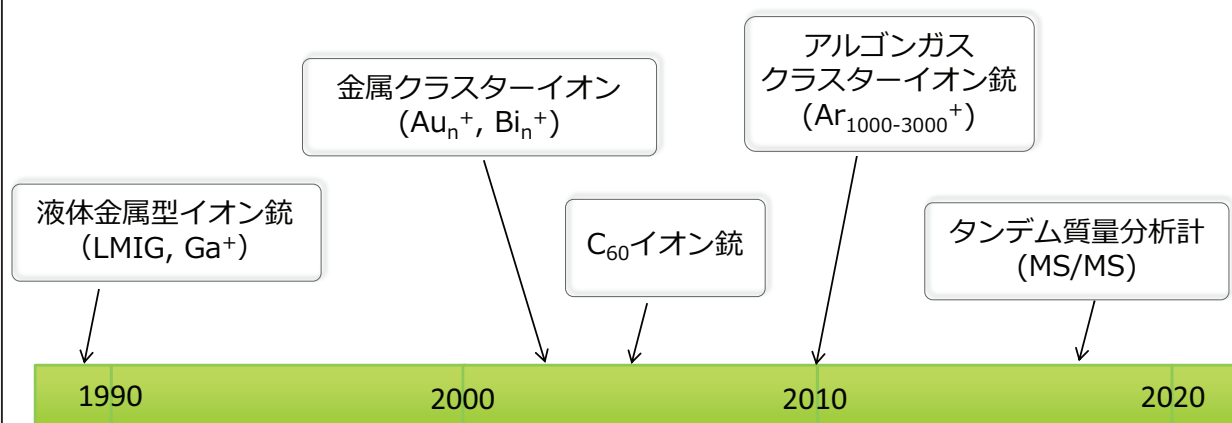 液体金属型イオン銃
（LMIG, Ga⁺）
金属クラスターイオン
(Auₙ⁺, Biₙ⁺)
C₆₀イオン銃
アルゴンガス
クラスターイオン銃
(Ar₁₀₀₀₋₃₀₀₀⁺)
タンデム質量分析計
(MS/MS)
1990
2000
2010
2020